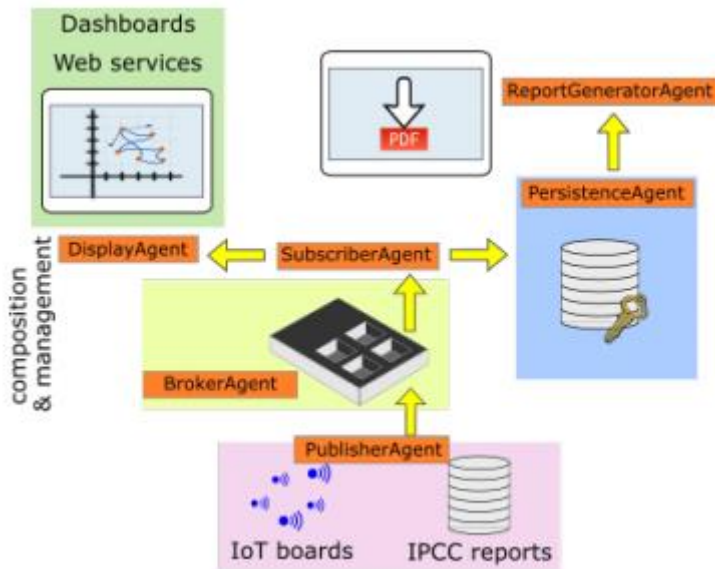 Dashboards
Web services
PDF
ReportGeneratorAgent
PersistenceAgent
DisplayAgent
SubscriberAgent
composition
& management
BrokerAgent
PublisherAgent
IoT boards
IPCC reports